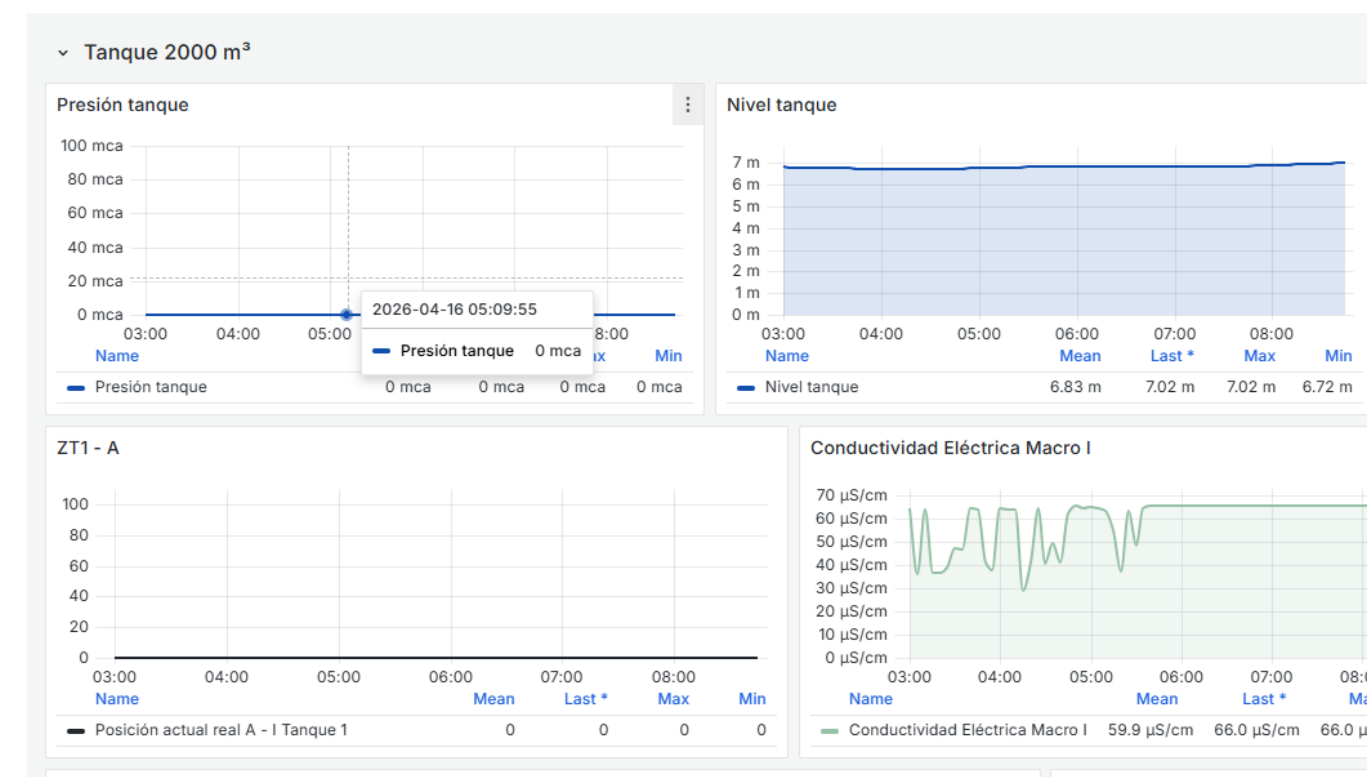 Tanque 2000 m³
Presión tanque
100 mca
80 mca
60 mca
40 mca
20 mca
0 mca
03:00 04:00 05:00 8:00
2026-04-16 05:09:55
Presión tanque 0 mca
Name Min
Presión tanque 0 mca 0 mca 0 mca 0 mca
Nivel tanque
7 m
6 m
5 m
4 m
3 m
2 m
1 m
0 m
03:00 04:00 05:00 06:00 07:00 08:00
Name Mean Last * Max Min
Nivel tanque 6.83 m 7.02 m 7.02 m 6.72 m
ZT1 - A
100
80
60
40
20
0
03:00 04:00 05:00 06:00 07:00 08:00
Name Mean Last * Max Min
Posición actual real A - I Tanque 1 0 0 0 0
Conductividad Eléctrica Macro I
70 µS/cm
60 µS/cm
50 µS/cm
40 µS/cm
30 µS/cm
20 µS/cm
10 µS/cm
0 µS/cm
03:00 04:00 05:00 06:00 07:00 08:
Name Mean Last *
Conductividad Eléctrica Macro I 59.9 µS/cm 66.0 µS/cm 66.0